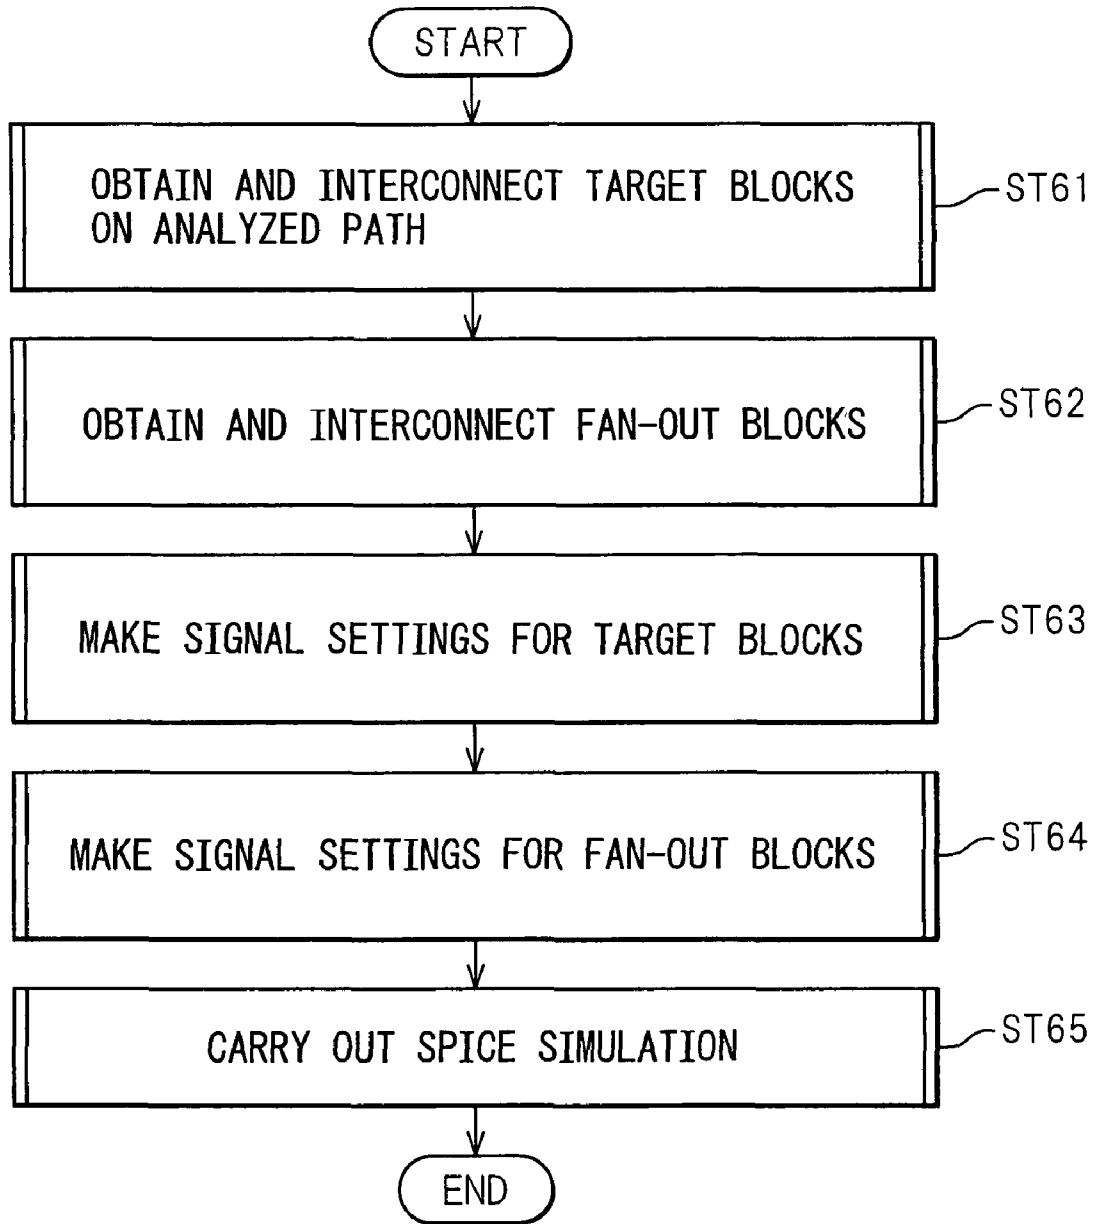 START
OBTAIN AND INTERCONNECT TARGET BLOCKS
ON ANALYZED PATH
ST61
OBTAIN AND INTERCONNECT FAN-OUT BLOCKS
ST62
MAKE SIGNAL SETTINGS FOR TARGET BLOCKS
ST63
MAKE SIGNAL SETTINGS FOR FAN-OUT BLOCKS
ST64
CARRY OUT SPICE SIMULATION
ST65
END